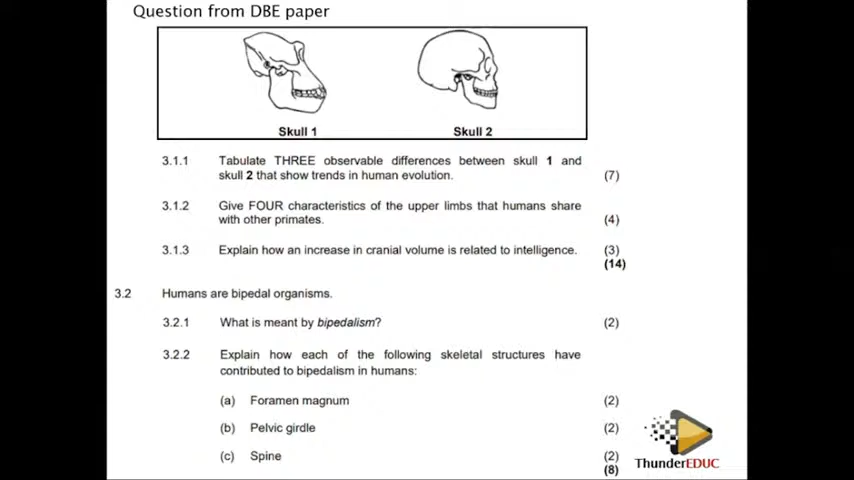 Question from DBE paper
Skull 1
Skull 2
3.1.1 Tabulate THREE observable differences between skull 1 and
skull 2 that show trends in human evolution. (7)
3.1.2 Give FOUR characteristics of the upper limbs that humans share
with other primates. (4)
3.1.3 Explain how an increase in cranial volume is related to intelligence. (3)
(14)
3.2 Humans are bipedal organisms.
3.2.1 What is meant by bipedalism? (2)
3.2.2 Explain how each of the following skeletal structures have
contributed to bipedalism in humans:
(a) Foramen magnum (2)
(b) Pelvic girdle (2)
(c) Spine (2)
(8)
ThunderEDUC